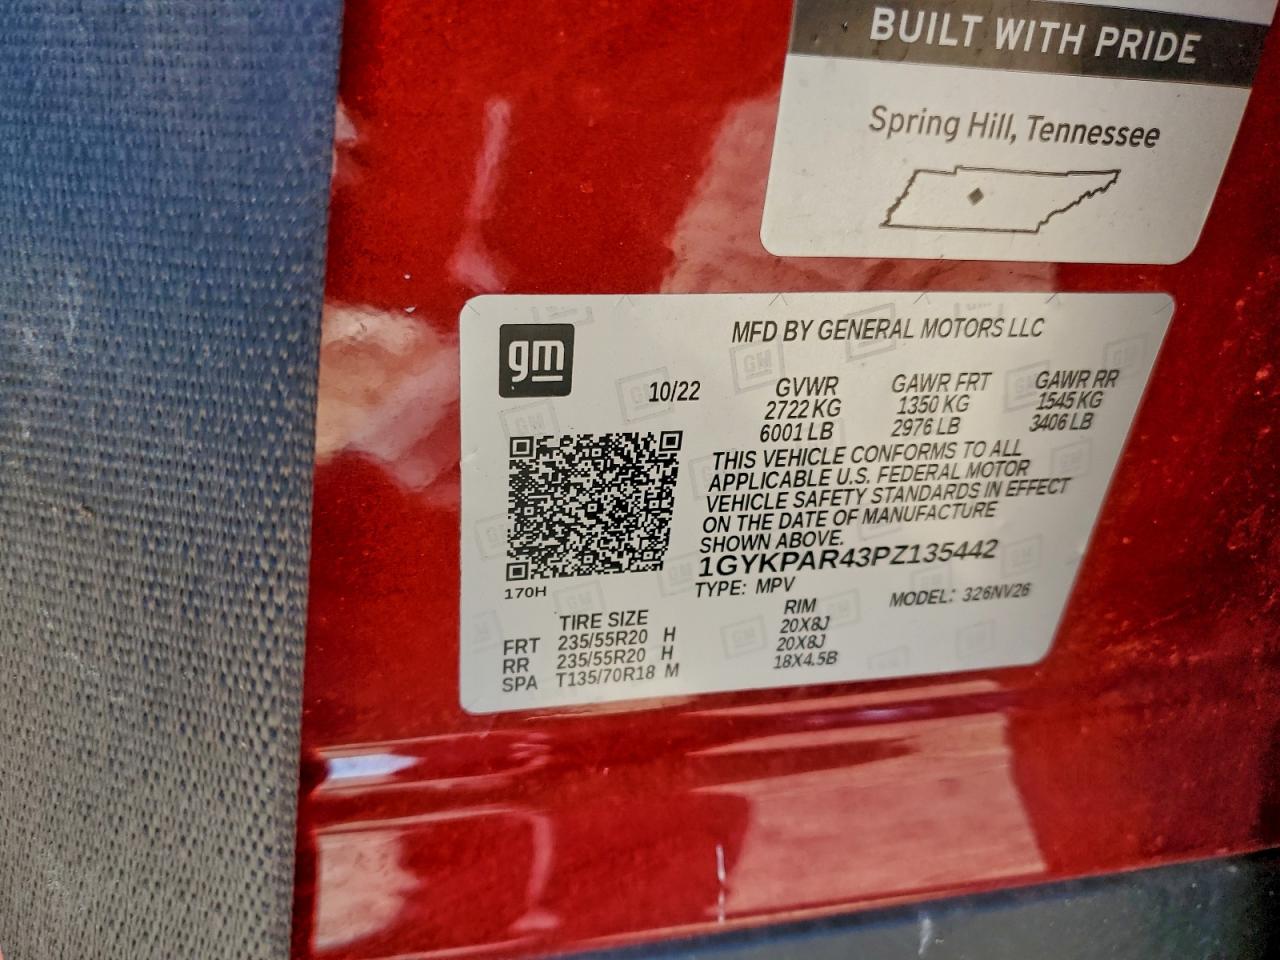 BUILT WITH PRIDE
Spring Hill, Tennessee
gm
MFD BY GENERAL MOTORS LLC
10/22
GVWR GAWR FRT GAWR RR
2722 KG 1350 KG 1545 KG
6001 LB 2976 LB 3406 LB
THIS VEHICLE CONFORMS TO ALL
APPLICABLE U.S. FEDERAL MOTOR
VEHICLE SAFETY STANDARDS IN EFFECT
ON THE DATE OF MANUFACTURE
SHOWN ABOVE.
1GYKPAR43PZ135442
TYPE: MPV MODEL: 326NV26
170H
TIRE SIZE RIM
FRT 235/55R20 H 20X8J
RR 235/55R20 H 20X8J
SPA T135/70R18 M 18X4.5B